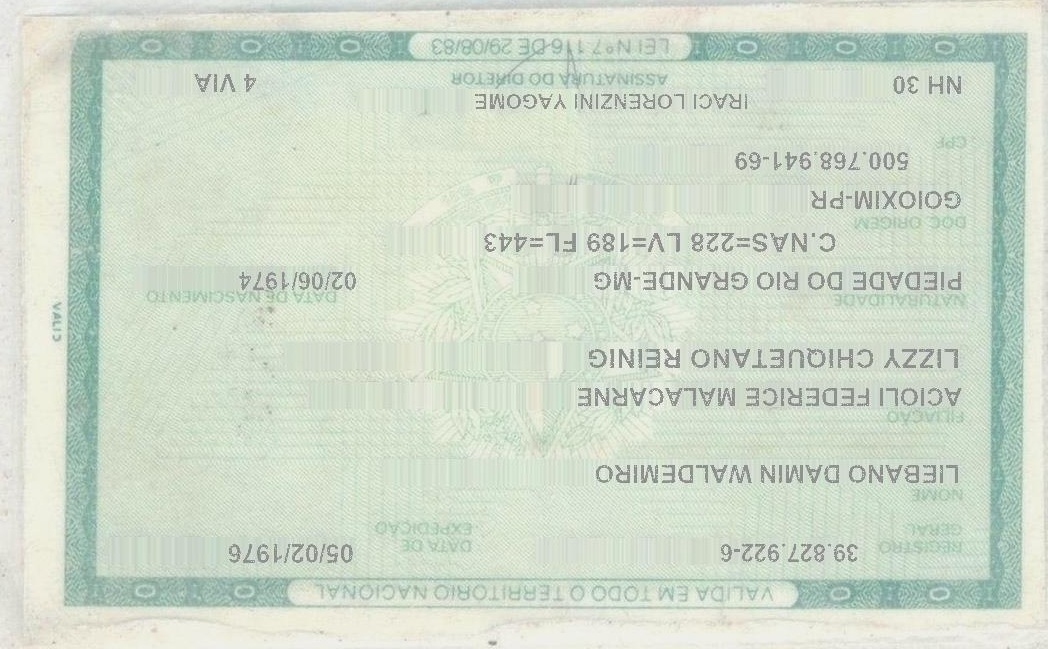 VALIDA EM TODO O TERRITORIO NACIONAL
REGISTRO GERAL 39.827.922-6 DATA DE EXPEDIÇÃO 05/02/1976
NOME
LIEBANO DAMIN WALDEMIRO
FILIAÇÃO
ACIOLI FEDERICE MALACARNE
LIZZY CHIQUETANO REINIG
NATURALIDADE DATA DE NASCIMENTO
PIEDADE DO RIO GRANDE-MG 02/06/1974
C.NAS=228 LV=189 FL=443
DOC. ORIGEM
GOIOXIM-PR
500.768.941-69
CPF
IRACI LORENZINI YAGOME
NH 30 ASSINATURA DO DIRETOR 4 VIA
LEI Nº 7.116 DE 29/08/83